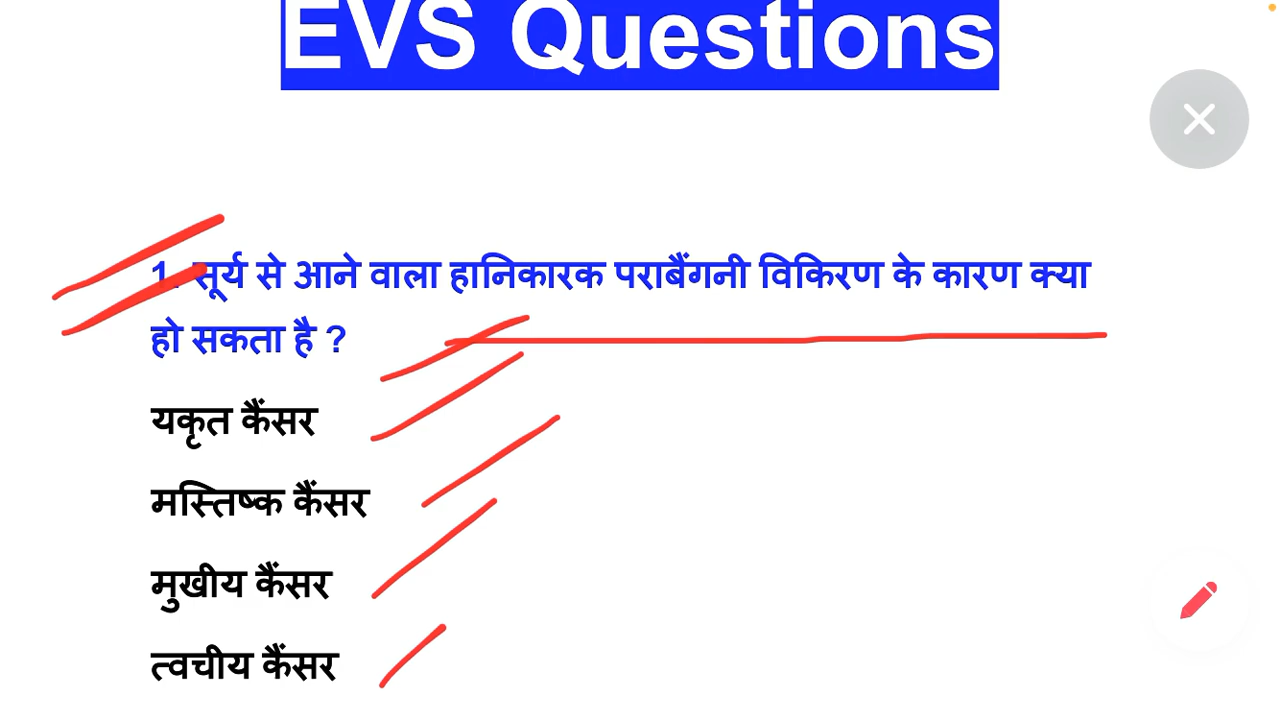 EVS Questions
1. सूर्य से आने वाला हानिकारक पराबैंगनी विकिरण के कारण क्या
हो सकता है ?
यकृत कैंसर
मस्तिष्क कैंसर
मुखीय कैंसर
त्वचीय कैंसर